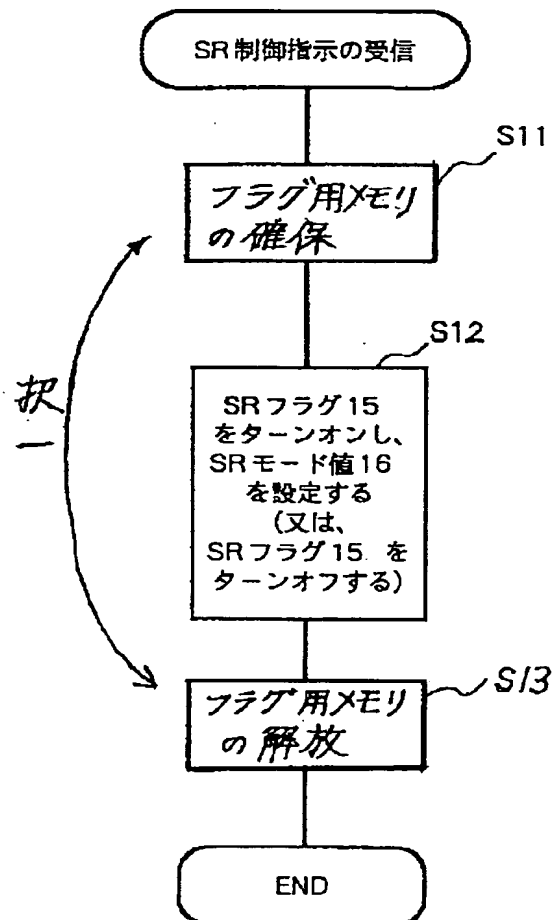 SR制御指示の受信
S11
フラグ用メモリ
の確保
S12
SRフラグ15
をターンオンし、
SRモード値16
を設定する
(又は、
SRフラグ15 を
ターンオフする)
択
一
S13
フラグ用メモリ
の解放
END